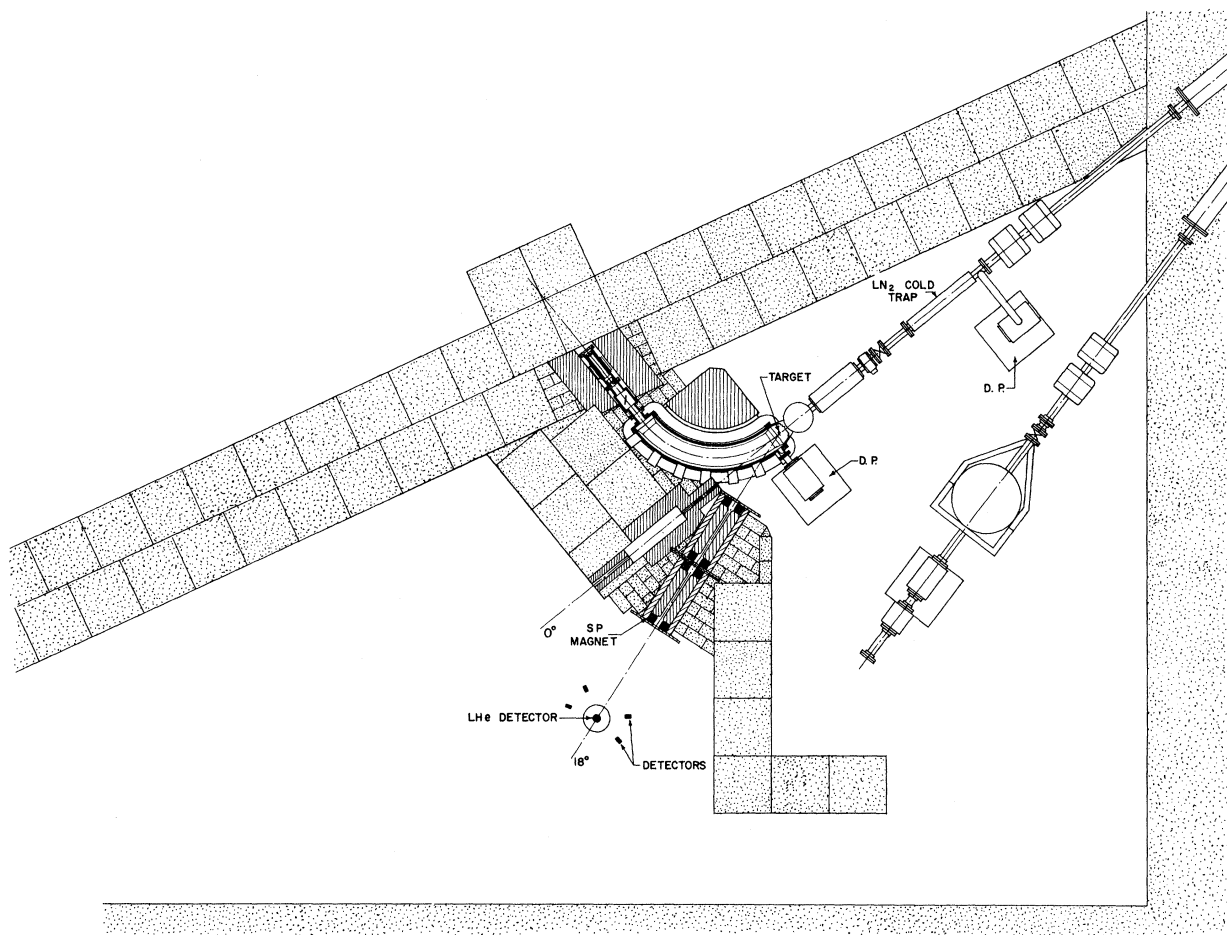 LN₂ COLD
TRAP
TARGET
D. P.
D. P.
0°
SP
MAGNET
LHe DETECTOR
18°
DETECTORS